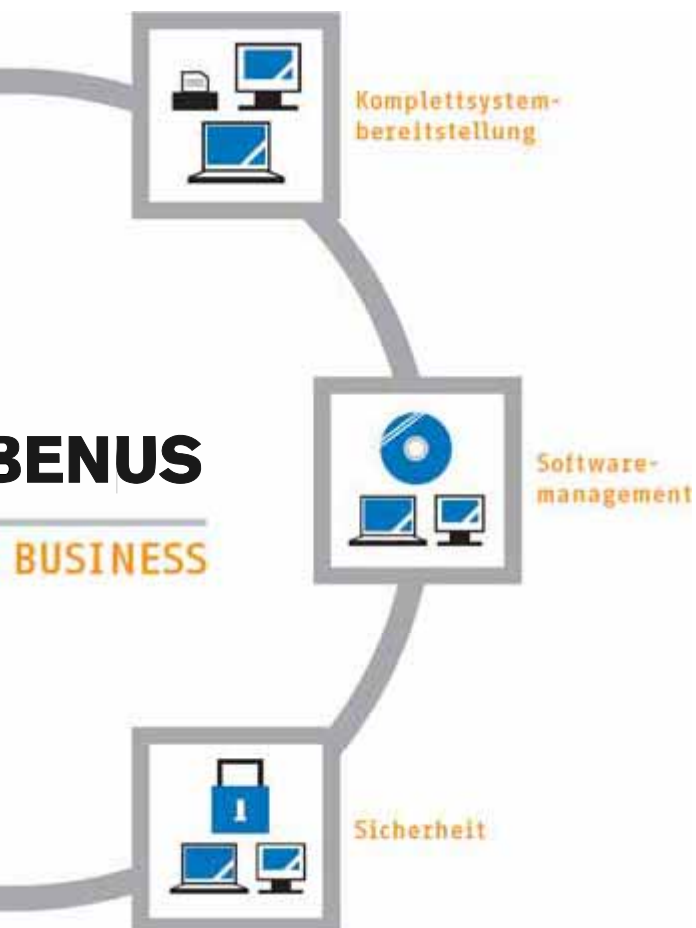 Komplettsystem-
bereitstellung
BENUS
Software-
management
BUSINESS
Sicherheit